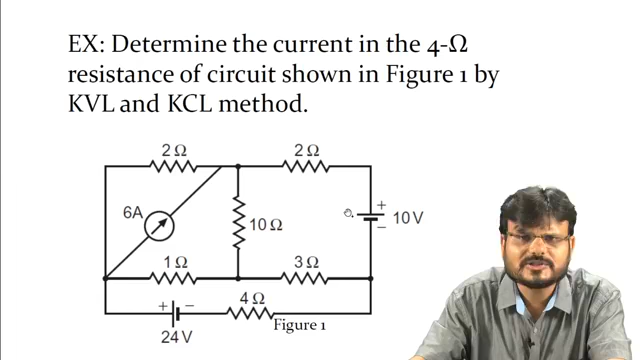 EX: Determine the current in the 4-Ω
resistance of circuit shown in Figure 1 by
KVL and KCL method.
2 Ω
2 Ω
6A
10 Ω
+
10 V
−
1 Ω
3 Ω
+
−
4 Ω
24 V
Figure 1